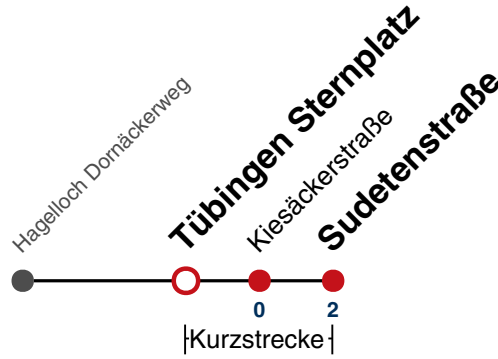 Hagelloch Dornäckerweg
Tübingen Sternplatz
Kiesäckerstraße
Sudetenstraße
0 2
Kurzstrecke